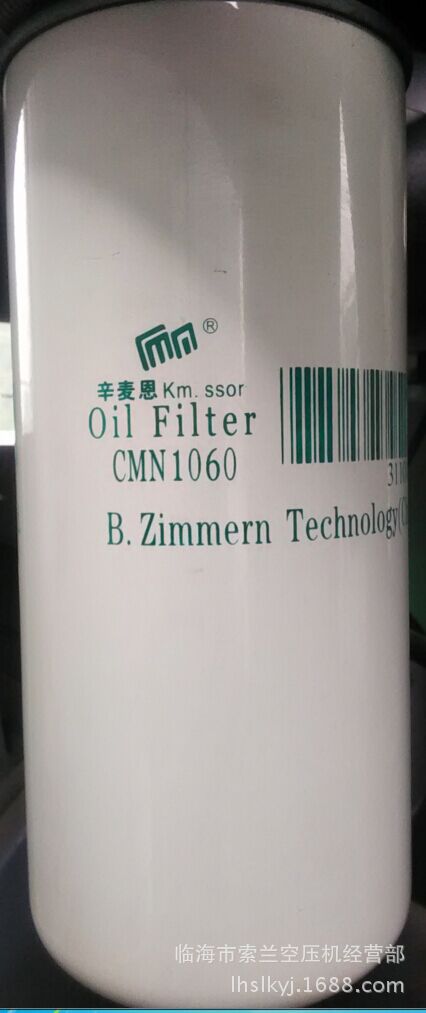 ®
辛麦恩 Km. ssor
Oil Filter
CMN1060
B. Zimmern Technology(
临海市索兰空压机经营部
lhslkyj.1688.com